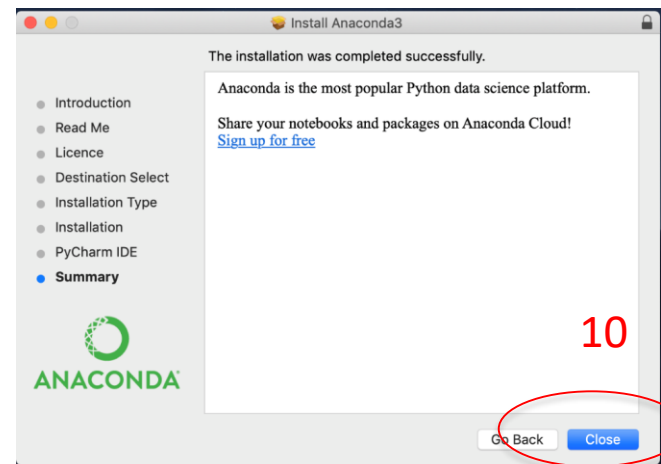 Install Anaconda3
The installation was completed successfully.
Introduction
Read Me
Licence
Destination Select
Installation Type
Installation
PyCharm IDE
Summary
Anaconda is the most popular Python data science platform.
Share your notebooks and packages on Anaconda Cloud!
Sign up for free
ANACONDA
10
Go Back
Close